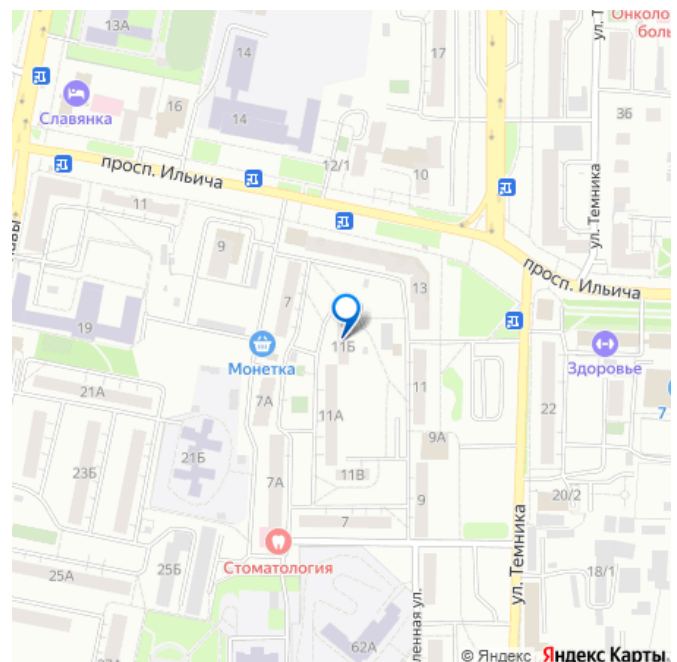 13А
14
17
Онколо
боль
ул. Т
Славянка
16
14
36
просп. Ильича
12/1
10
ул. Темника
11
9
просп. Ильича
13
7
19
11Б
Монетка
Здоровье
21А
7А
11А
11
22
7
23Б
21Б
9А
7А
11В
9
20/2
7
Стоматология
25А
25Б
18/1
ул. Темника
62А
ленная ул.
© Яндекс Яндекс Карты